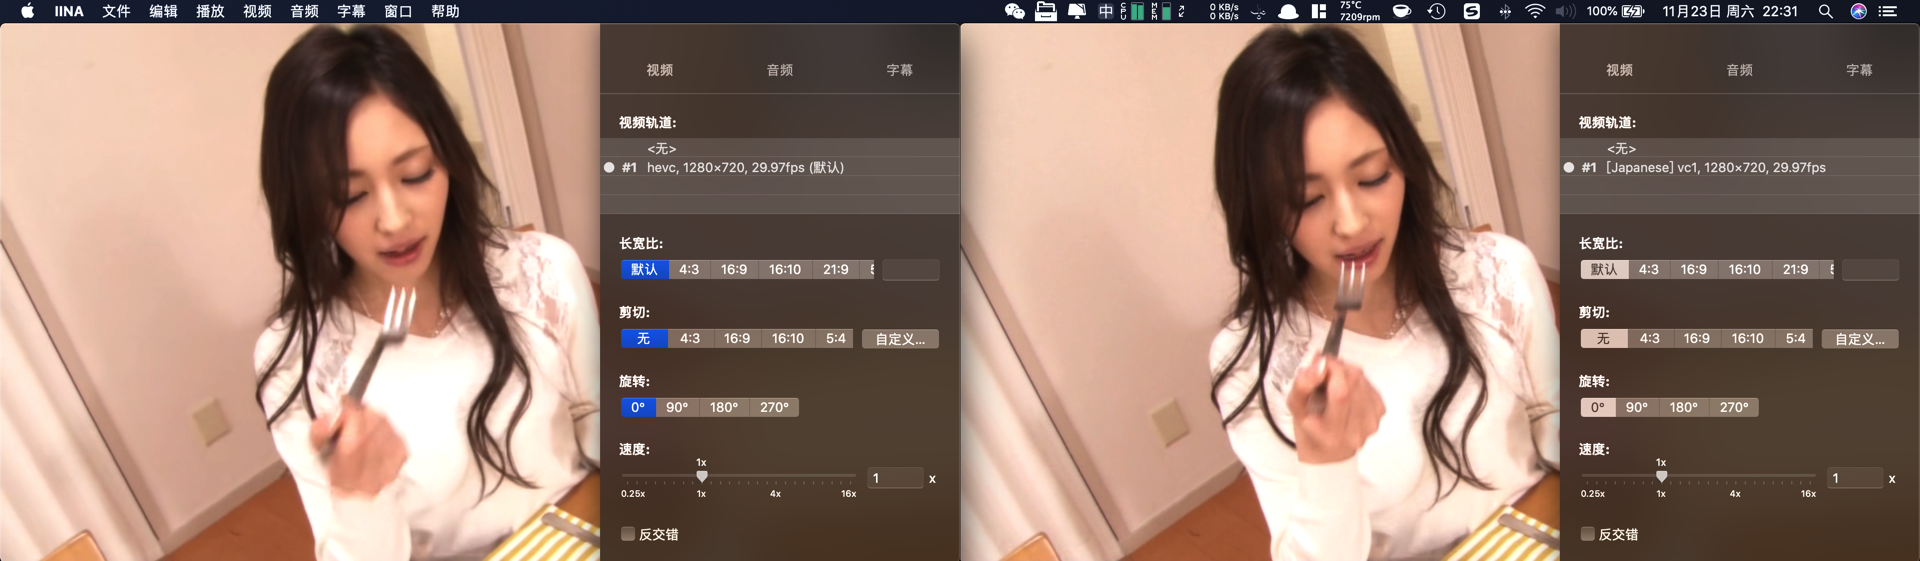 IINA 文件 编辑 播放 视频 音频 字幕 窗口 帮助
中 CPU MEM 0 KB/s 0 KB/s 75°C 7209rpm S 100% 11月23日 周六 22:31
视频 音频 字幕
视频轨道:
<无>
#1 hevc, 1280×720, 29.97fps (默认)
长宽比:
默认 4:3 16:9 16:10 21:9
剪切:
无 4:3 16:9 16:10 5:4 自定义...
旋转:
0° 90° 180° 270°
速度:
1x
1 x
0.25x 1x 4x 16x
反交错
视频 音频 字幕
视频轨道:
<无>
#1 [Japanese] vc1, 1280×720, 29.97fps
长宽比:
默认 4:3 16:9 16:10 21:9
剪切:
无 4:3 16:9 16:10 5:4 自定义...
旋转:
0° 90° 180° 270°
速度:
1x
1 x
0.25x 1x 4x 16x
反交错